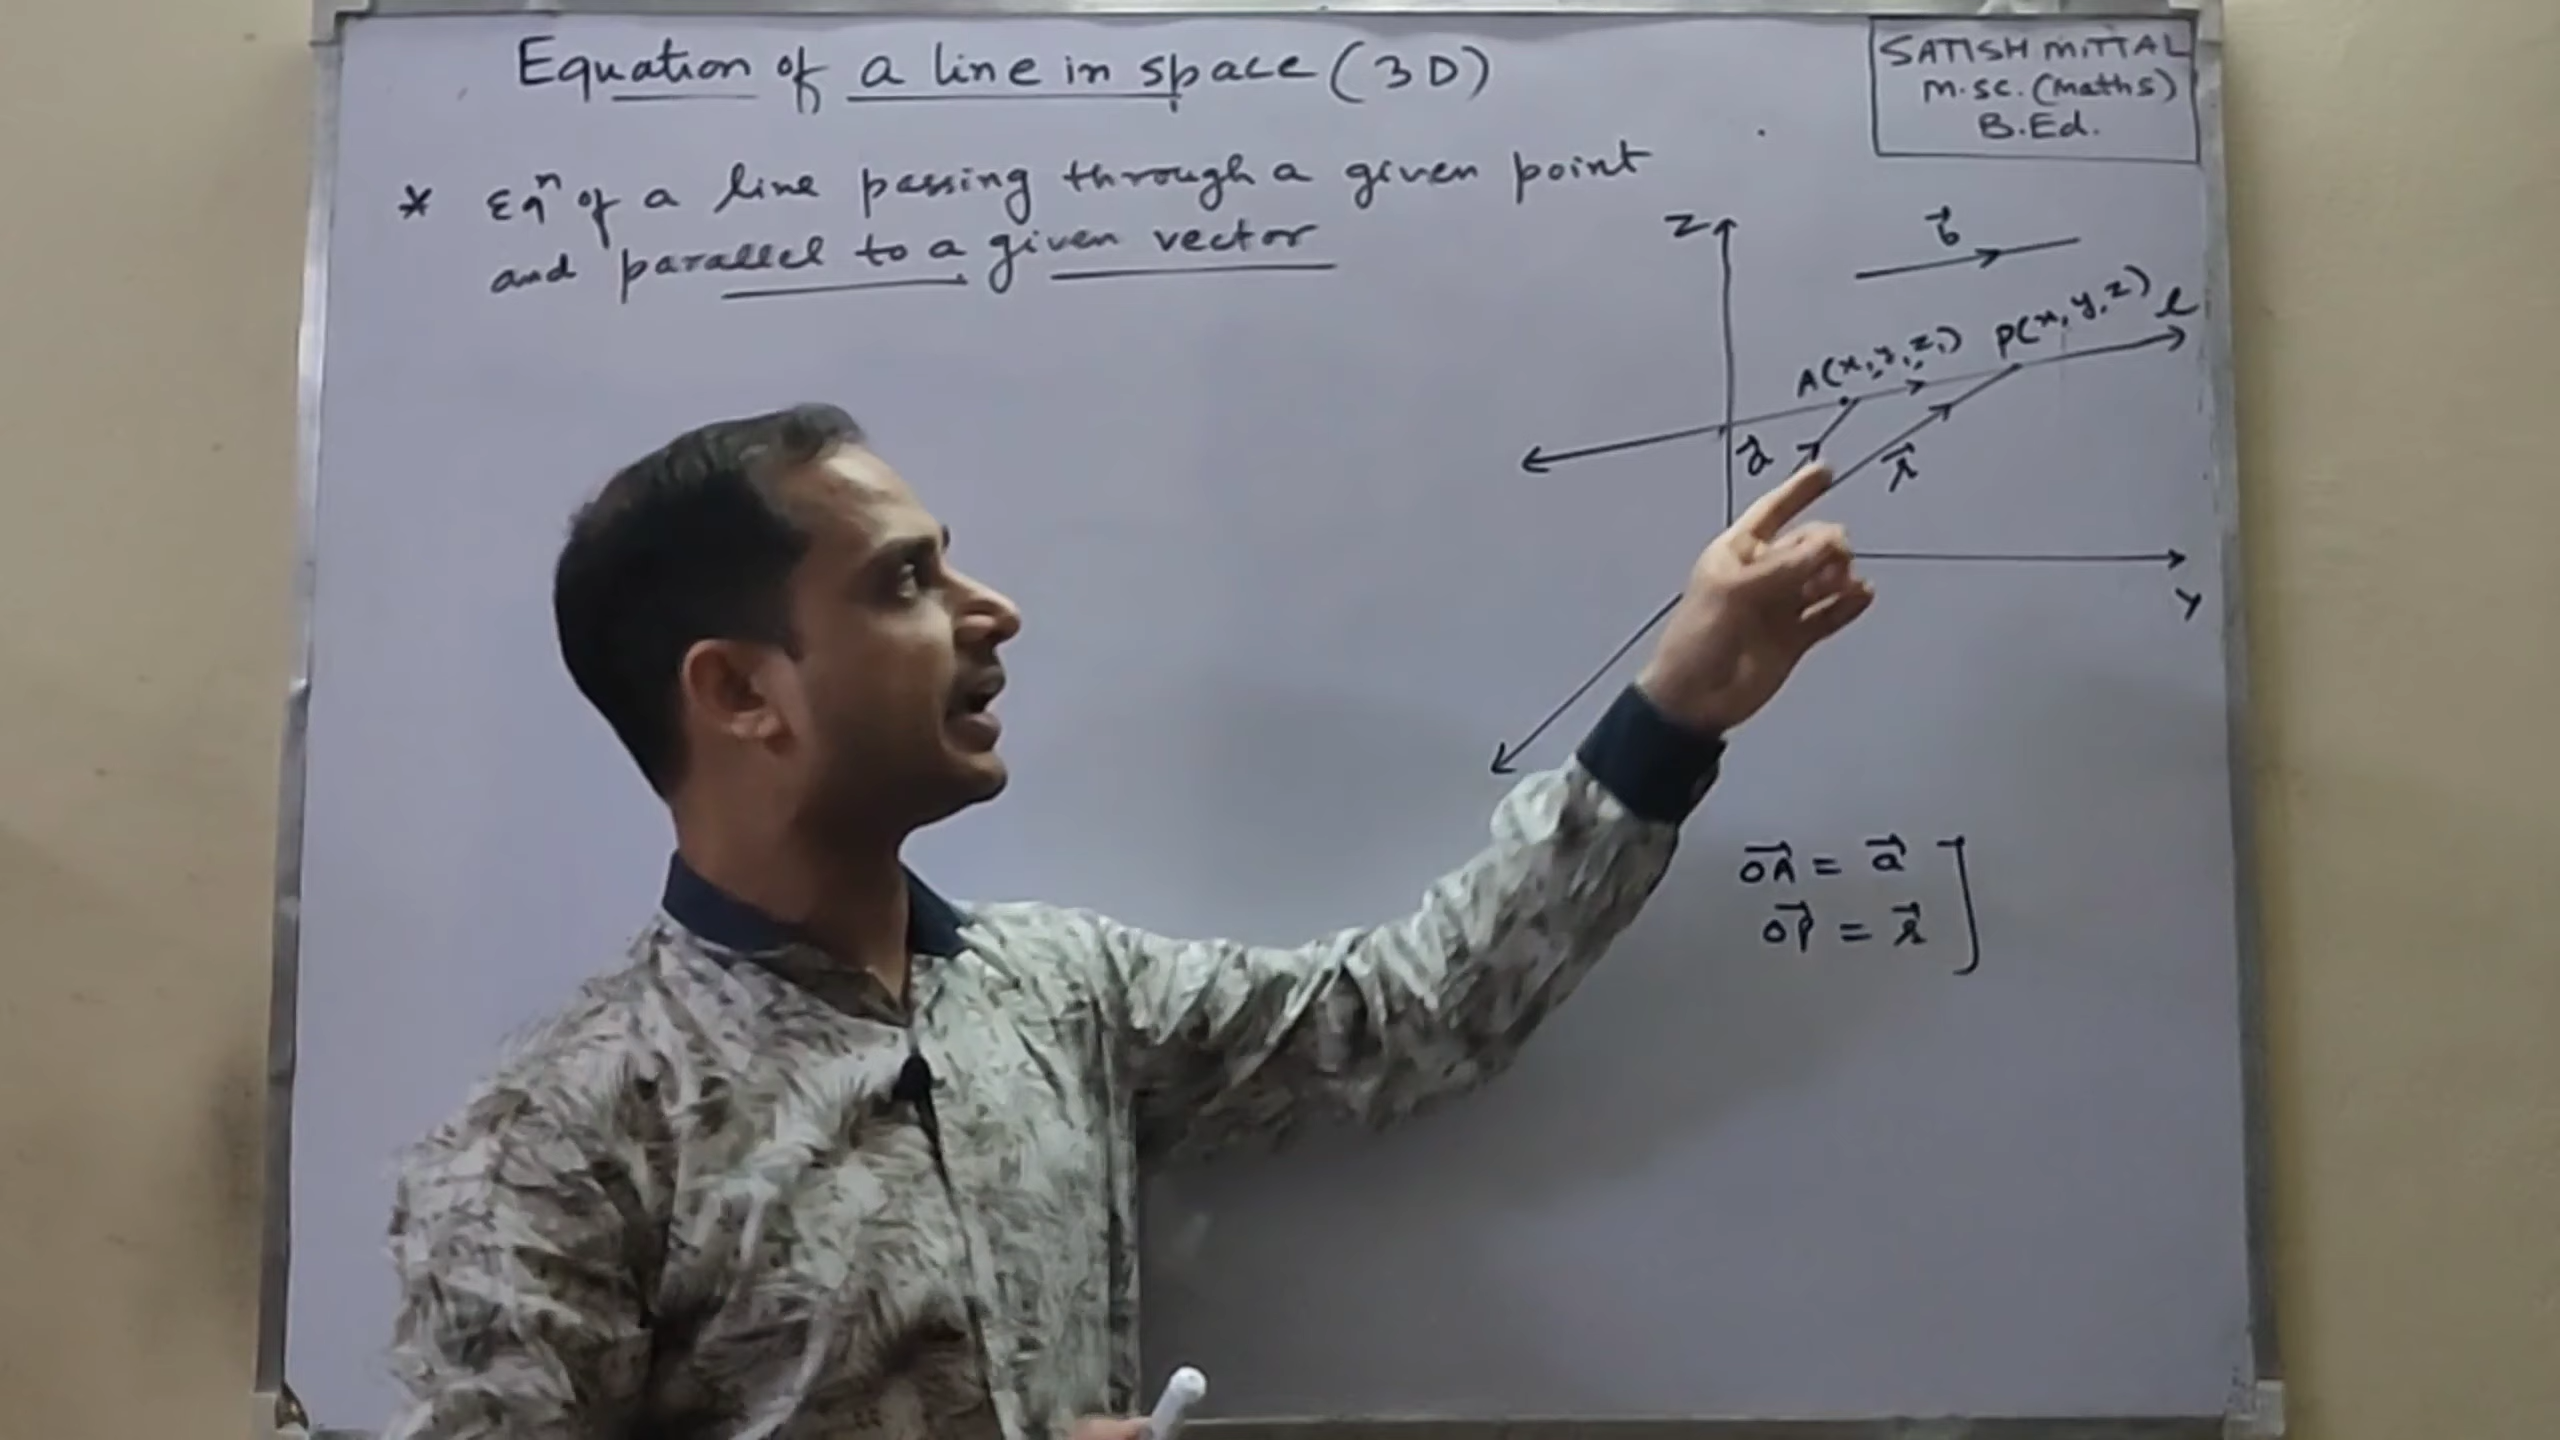 Equation of a line in space (3D)
SATISH MITTAL
M.SC. (Maths)
B.Ed.
* Eqⁿ of a line passing through a given point
and parallel to a given vector
Z
b⃗
A(x₁, y₁, z₁)
P(x, y, z)
l
a⃗
r⃗
Y
OA⃗ = a⃗
OP⃗ = r⃗